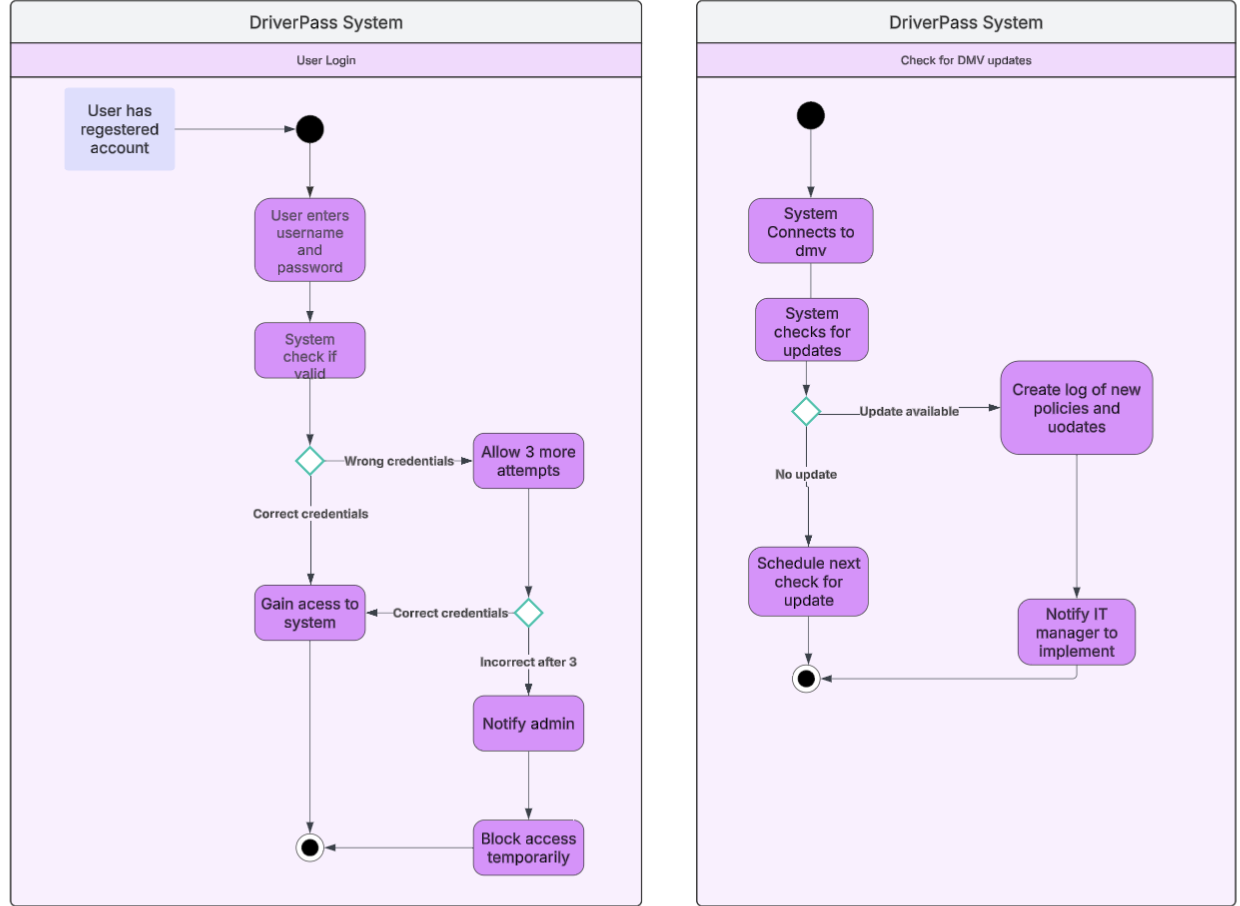 DriverPass System
User Login
User has
regestered
account
User enters
username
and
password
System
check if
valid
Wrong credentials
Allow 3 more
attempts
Correct credentials
Gain acess to
system
Correct credentials
Incorrect after 3
Notify admin
Block access
temporarily
DriverPass System
Check for DMV updates
System
Connects to
dmv
System
checks for
updates
Update available
Create log of new
policies and
uodates
No update
Schedule next
check for
update
Notify IT
manager to
implement